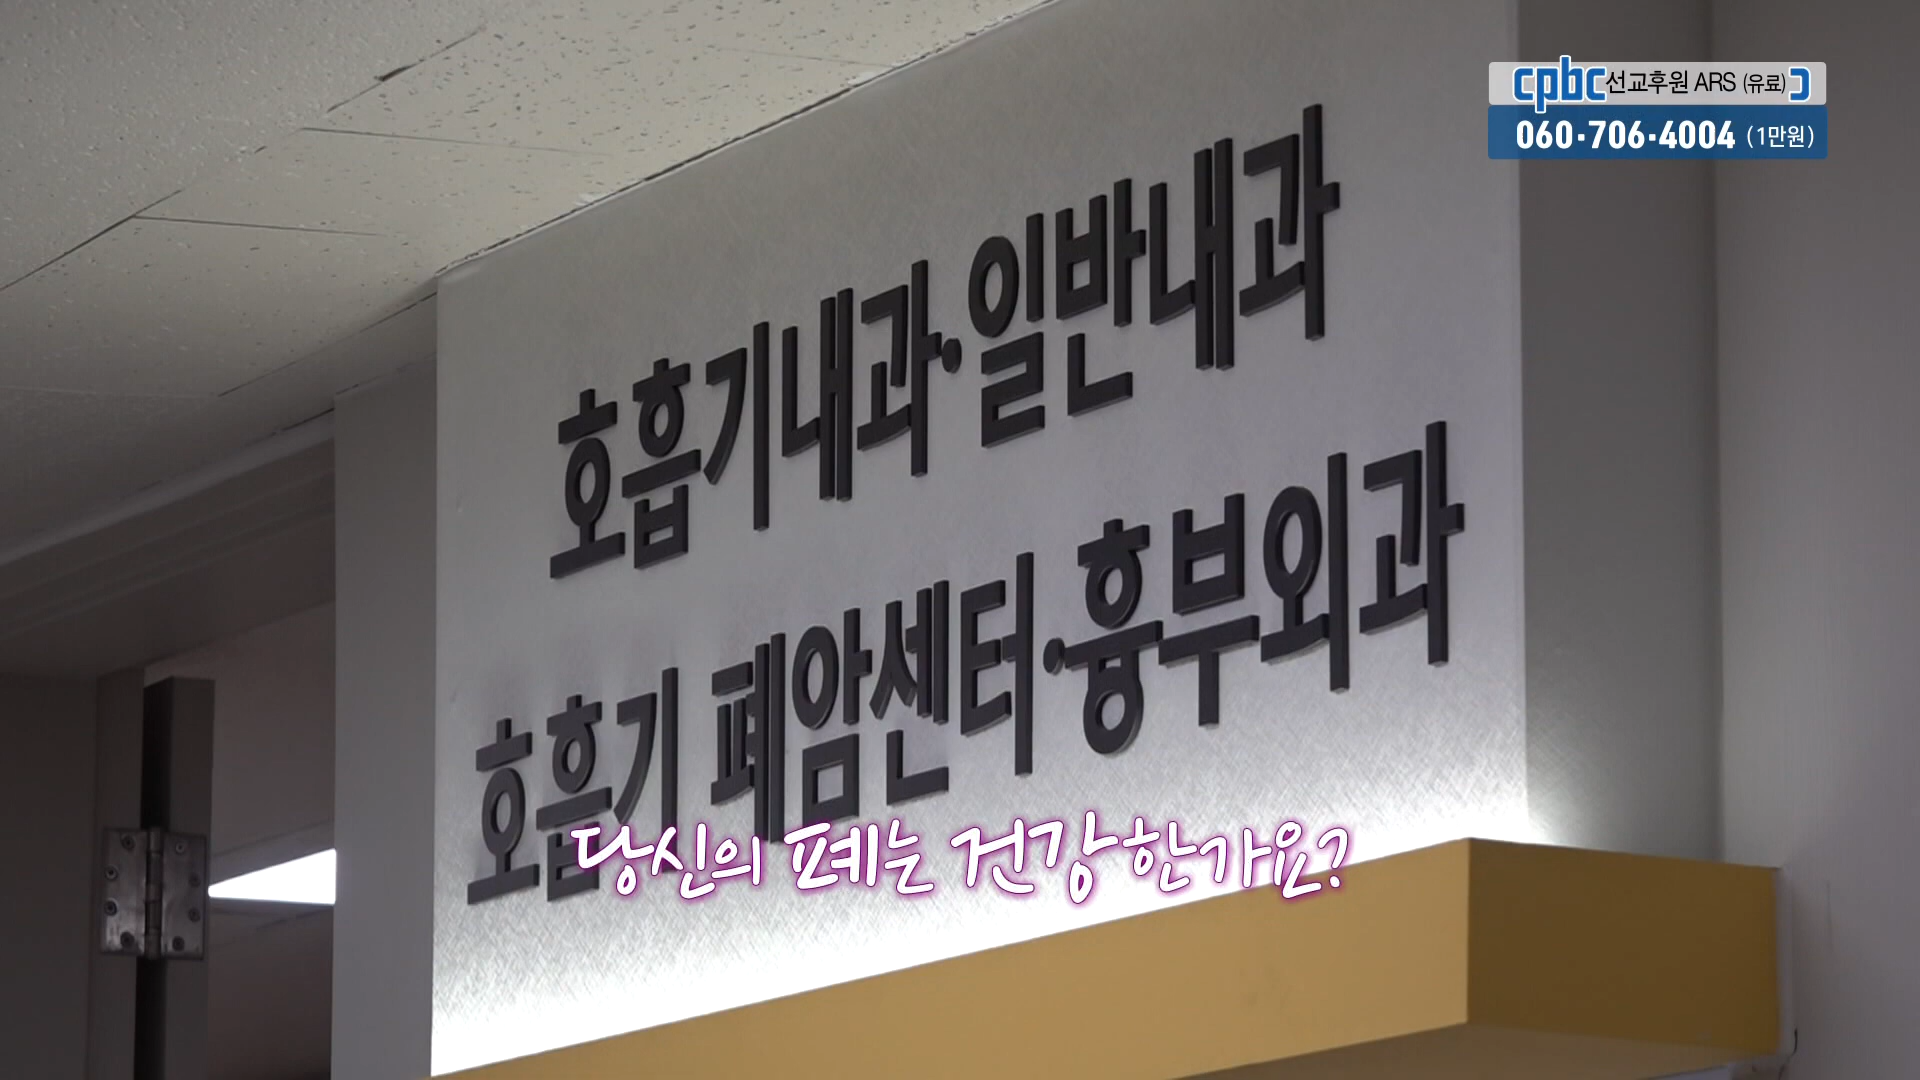 cpbc 선교후원 ARS (유료)
060·706·4004 (1만원)
호흡기내과·일반내과
호흡기 폐암센터·흉부외과
당신의 폐는 건강한가요?